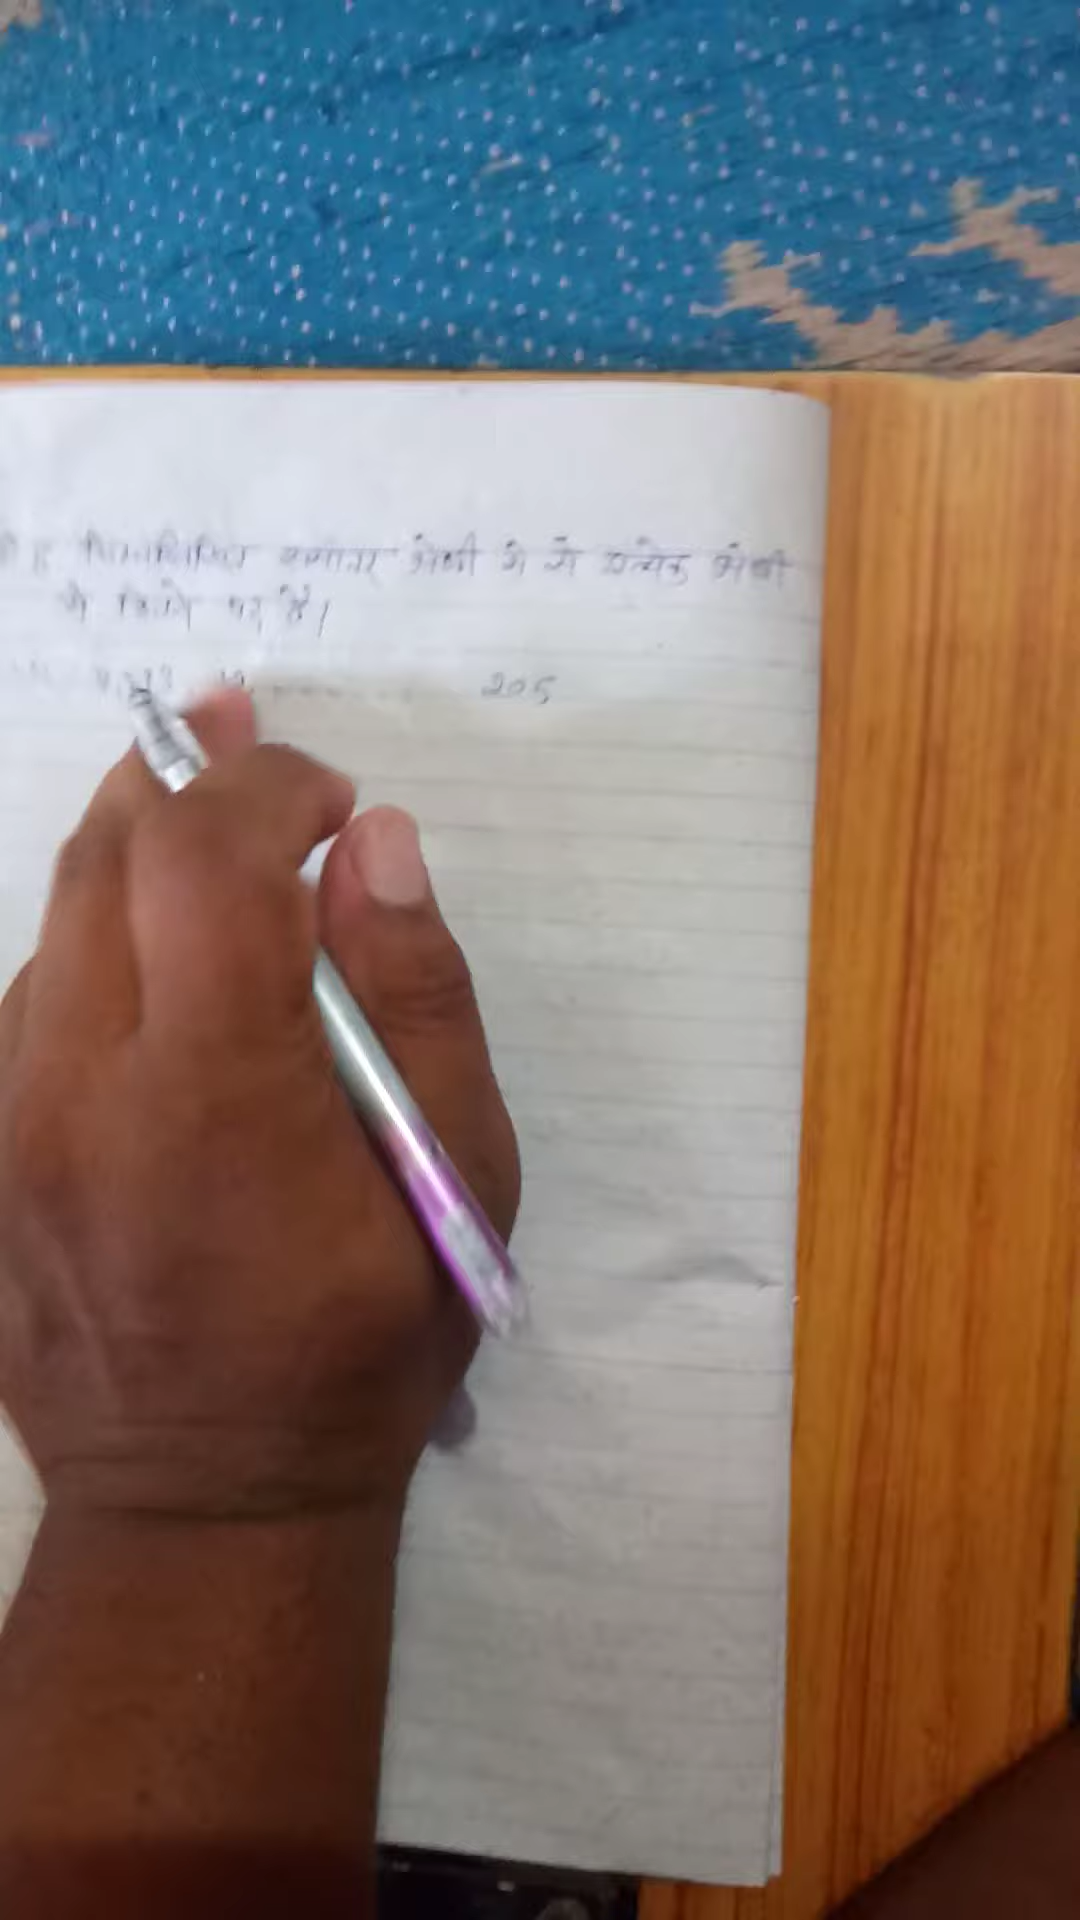 निम्नलिखित समांतर श्रेणी मे से प्रत्येक श्रेणी
मे कितने पद है।
205